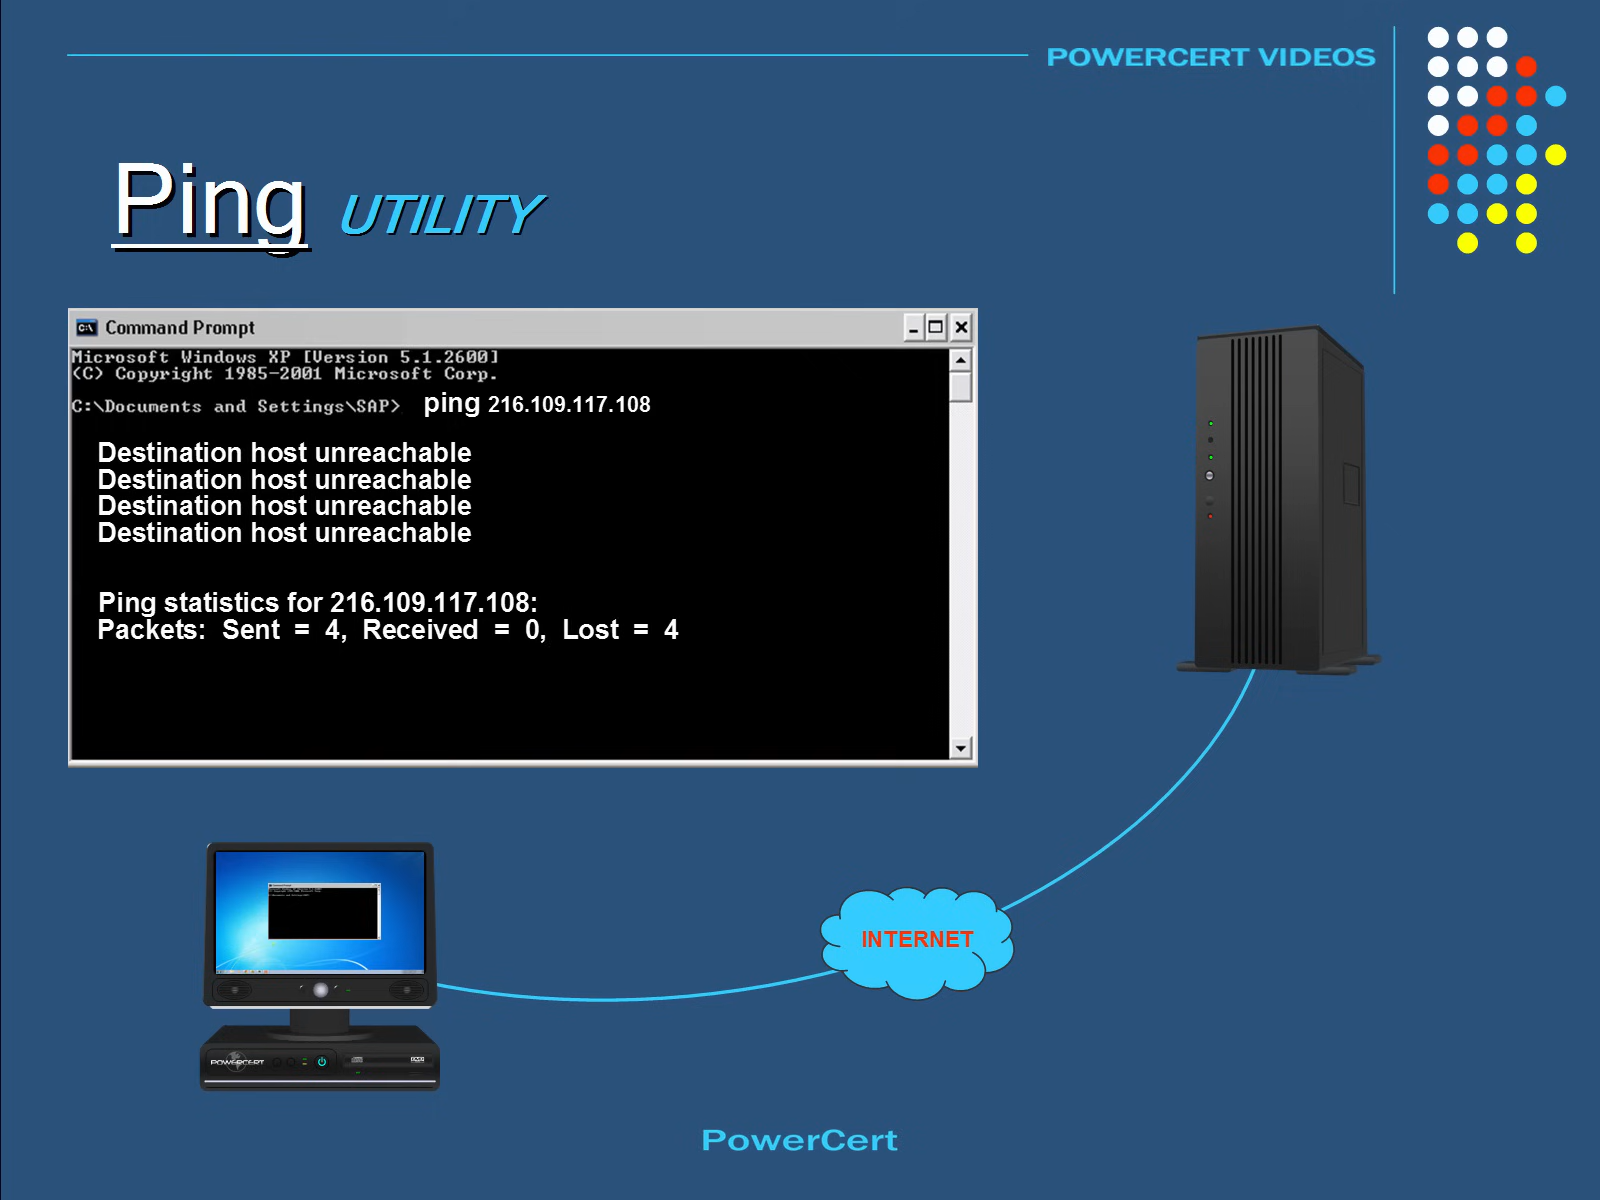 POWERCERT VIDEOS
Ping UTILITY
Command Prompt
Microsoft Windows XP [Version 5.1.2600]
(C) Copyright 1985-2001 Microsoft Corp.
C:\Documents and Settings\SAP> ping 216.109.117.108
Destination host unreachable
Destination host unreachable
Destination host unreachable
Destination host unreachable
Ping statistics for 216.109.117.108:
Packets: Sent = 4, Received = 0, Lost = 4
INTERNET
POWERCERT
PowerCert